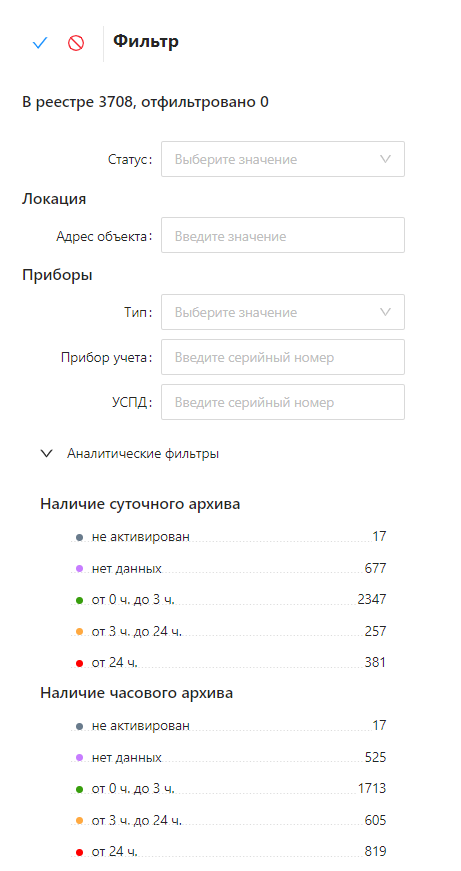 Фильтр
В реестре 3708, отфильтровано 0
Статус: Выберите значение
Локация
Адрес объекта: Введите значение
Приборы
Тип: Выберите значение
Прибор учета: Введите серийный номер
УСПД: Введите серийный номер
Аналитические фильтры
Наличие суточного архива
не активирован 17
нет данных 677
от 0 ч. до 3 ч. 2347
от 3 ч. до 24 ч. 257
от 24 ч. 381
Наличие часового архива
не активирован 17
нет данных 525
от 0 ч. до 3 ч. 1713
от 3 ч. до 24 ч. 605
от 24 ч. 819